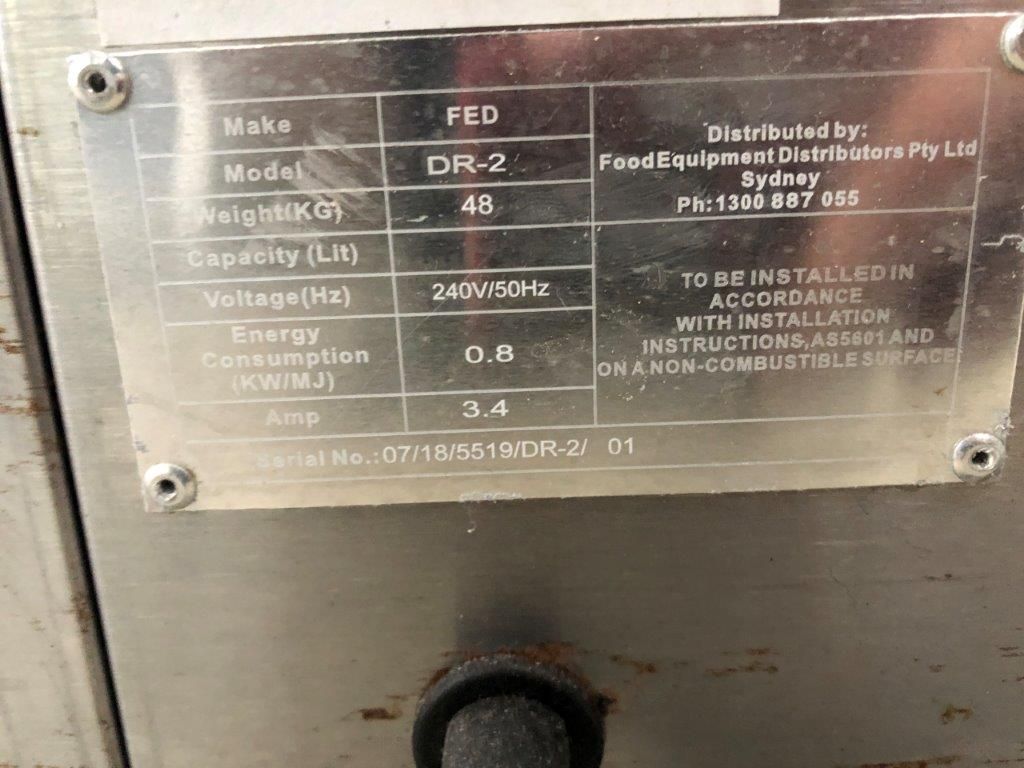 Make FED
Model DR-2
Weight(KG) 48
Capacity (Lit)
Voltage(Hz) 240V/50Hz
Energy
Consumption
(KW/MJ) 0.8
Amp 3.4
Serial No.:07/18/5519/DR-2/ 01
Distributed by:
FoodEquipment Distributors Pty Ltd
Sydney
Ph:1300 887 055
TO BE INSTALLED IN
ACCORDANCE
WITH INSTALLATION
INSTRUCTIONS,AS5601 AND
ON A NON-COMBUSTIBLE SURFACE